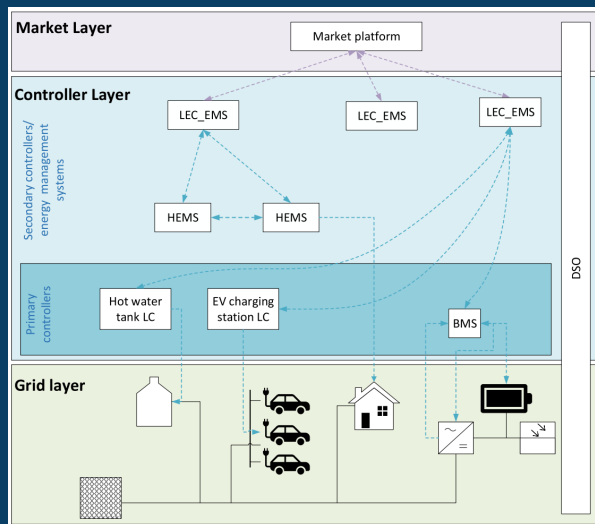 Market Layer
Market platform
Controller Layer
LEC_EMS
LEC_EMS
LEC_EMS
Secondary controllers/
energy management
systems
HEMS
HEMS
DSO
Primary
controllers
Hot water
tank LC
EV charging
station LC
BMS
Grid layer